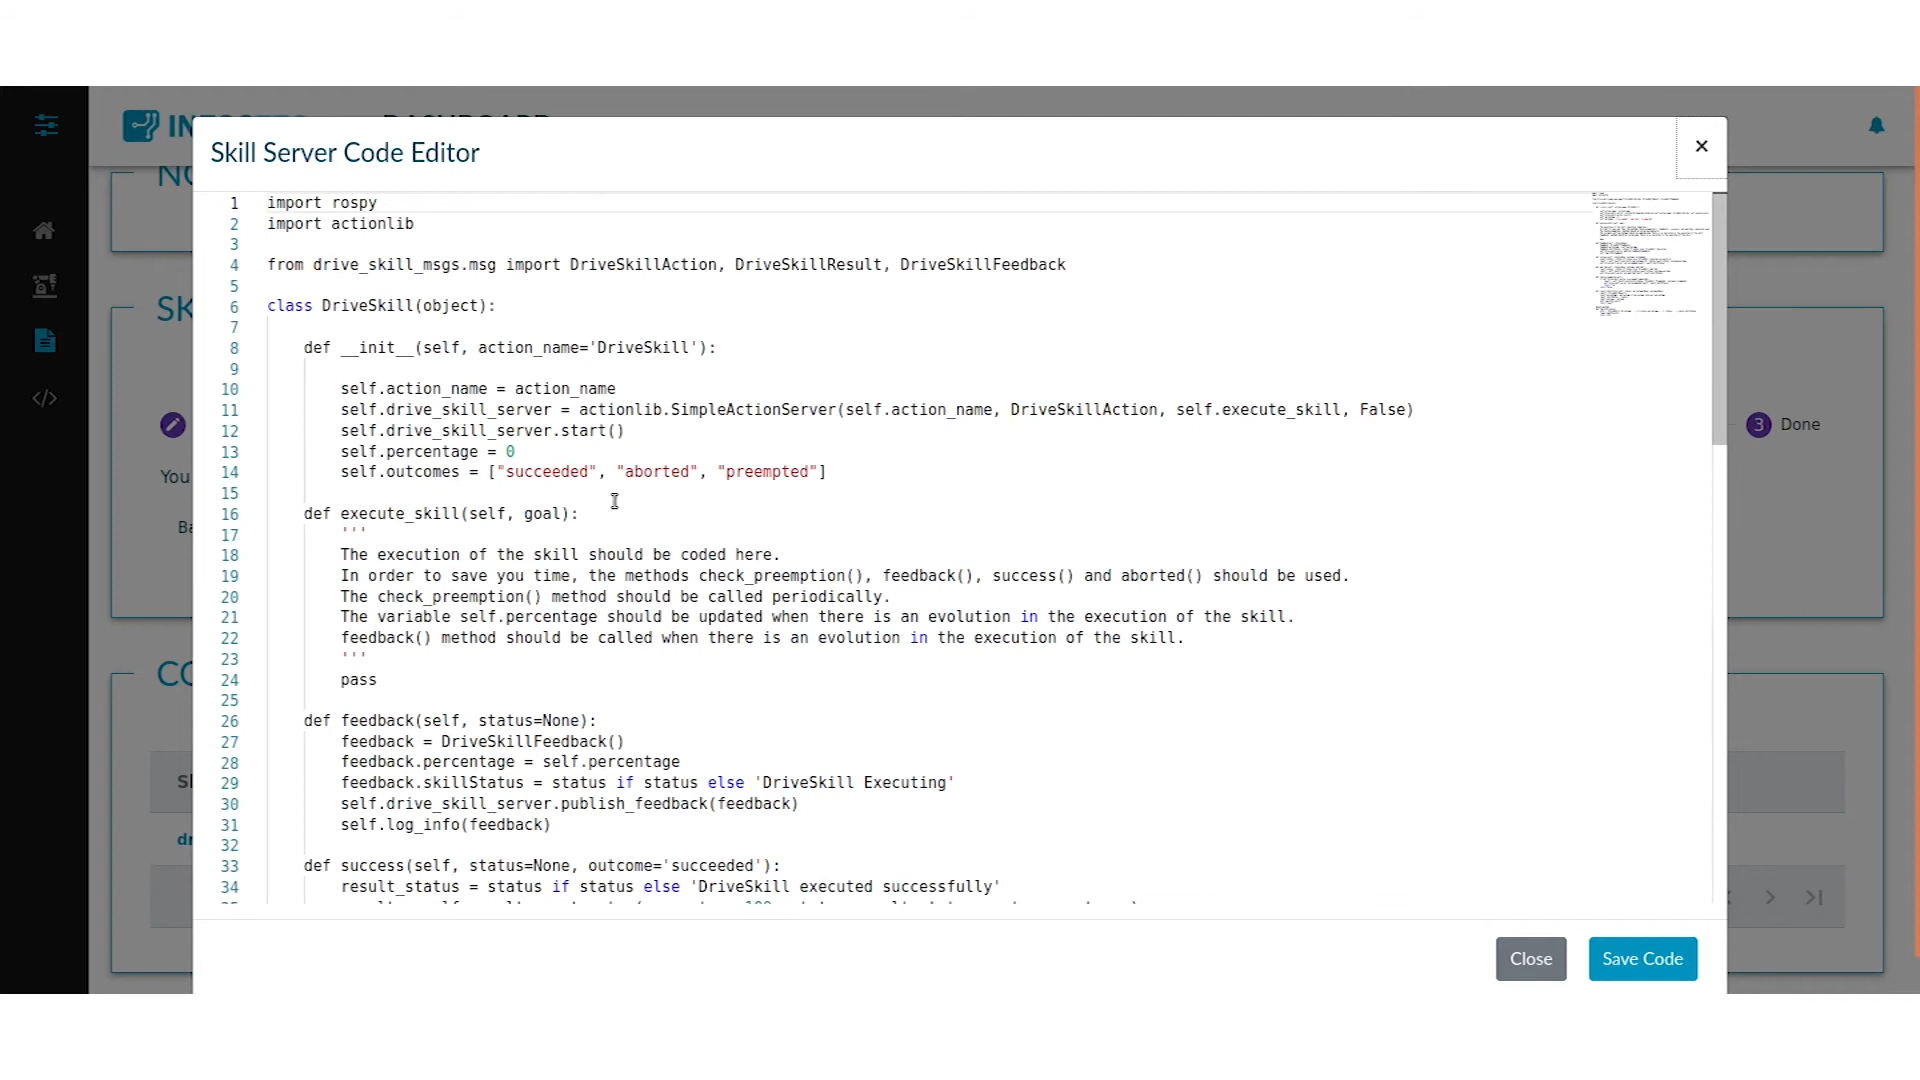 Skill Server Code Editor
×
1 import rospy
2 import actionlib
3
4 from drive_skill_msgs.msg import DriveSkillAction, DriveSkillResult, DriveSkillFeedback
5
6 class DriveSkill(object):
7
8 def __init__(self, action_name='DriveSkill'):
9
10 self.action_name = action_name
11 self.drive_skill_server = actionlib.SimpleActionServer(self.action_name, DriveSkillAction, self.execute_skill, False)
12 self.drive_skill_server.start()
13 self.percentage = 0
14 self.outcomes = ["succeeded", "aborted", "preempted"]
15
16 def execute_skill(self, goal):
17 '''
18 The execution of the skill should be coded here.
19 In order to save you time, the methods check_preemption(), feedback(), success() and aborted() should be used.
20 The check_preemption() method should be called periodically.
21 The variable self.percentage should be updated when there is an evolution in the execution of the skill.
22 feedback() method should be called when there is an evolution in the execution of the skill.
23 '''
24 pass
25
26 def feedback(self, status=None):
27 feedback = DriveSkillFeedback()
28 feedback.percentage = self.percentage
29 feedback.skillStatus = status if status else 'DriveSkill Executing'
30 self.drive_skill_server.publish_feedback(feedback)
31 self.log_info(feedback)
32
33 def success(self, status=None, outcome='succeeded'):
34 result_status = status if status else 'DriveSkill executed successfully'
3 Done
You
Close
Save Code